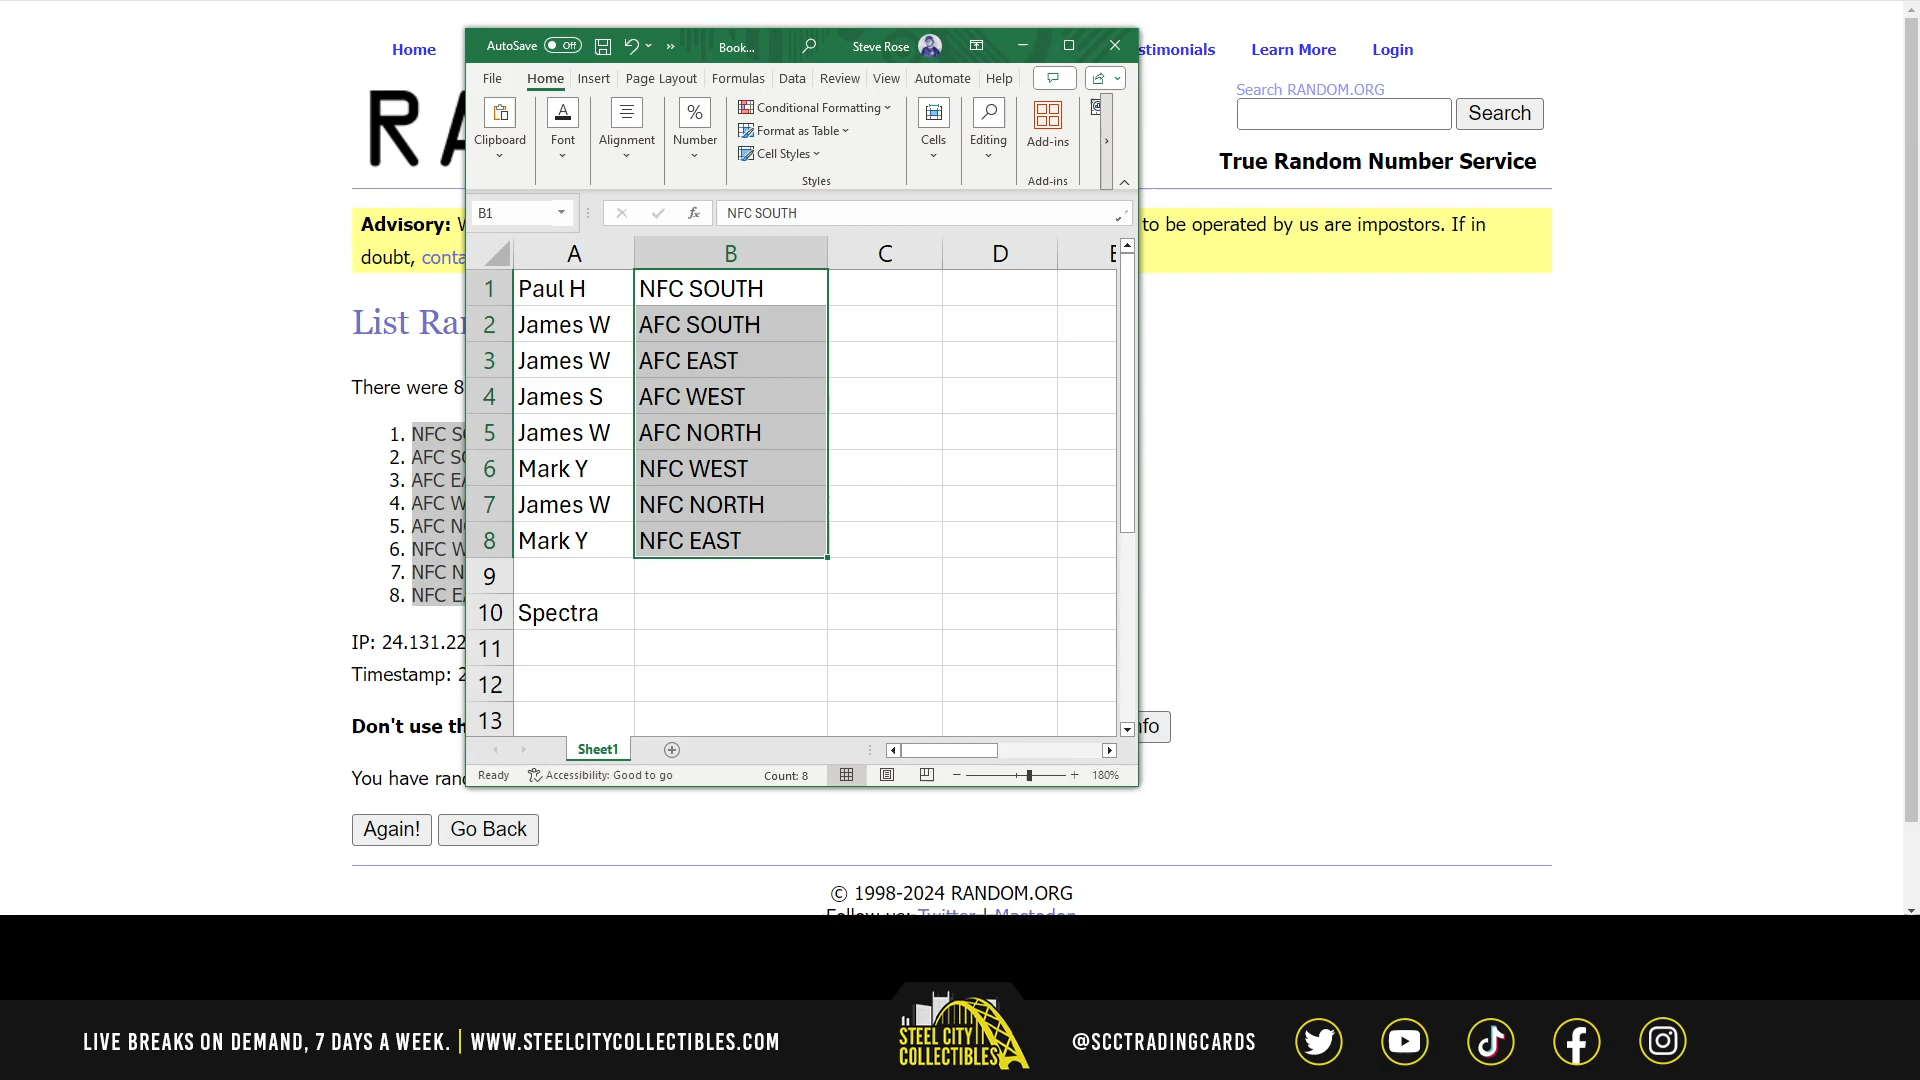 Home
stimonials
Learn More
Login
RA
Search RANDOM.ORG
Search
True Random Number Service
Advisory:
to be operated by us are impostors. If in
doubt, conta
List Ra
There were 8
1. NFC S
2. AFC S
3. AFC E
4. AFC W
5. AFC N
6. NFC W
7. NFC N
8. NFC E
IP: 24.131.22
Timestamp: 2
Don't use th
fo
You have ran
Again!
Go Back
© 1998-2024 RANDOM.ORG
AutoSave
Off
Book...
Steve Rose
File
Home
Insert
Page Layout
Formulas
Data
Review
View
Automate
Help
Clipboard
Font
Alignment
Number
Conditional Formatting
Format as Table
Cell Styles
Styles
Cells
Editing
Add-ins
Add-ins
B1
fx
NFC SOUTH
A B C D E
1 Paul H NFC SOUTH
2 James W AFC SOUTH
3 James W AFC EAST
4 James S AFC WEST
5 James W AFC NORTH
6 Mark Y NFC WEST
7 James W NFC NORTH
8 Mark Y NFC EAST
9
10 Spectra
11
12
13
Sheet1
Ready
Accessibility: Good to go
Count: 8
180%
LIVE BREAKS ON DEMAND, 7 DAYS A WEEK. | WWW.STEELCITYCOLLECTIBLES.COM
STEEL CITY
COLLECTIBLES
@SCCTRADINGCARDS